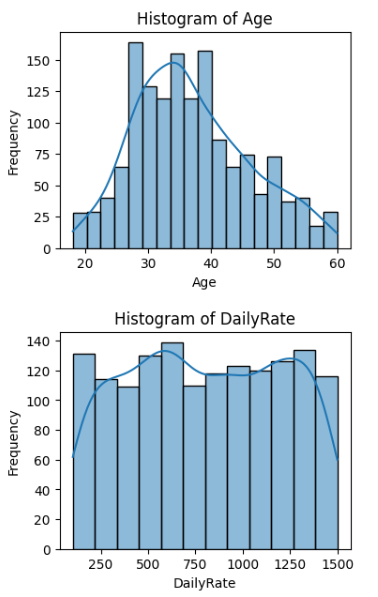 Histogram of Age
150
125
100
75
50
25
0
20 30 40 50 60
Frequency
Age
Histogram of DailyRate
140
120
100
80
60
40
20
0
250 500 750 1000 1250 1500
Frequency
DailyRate